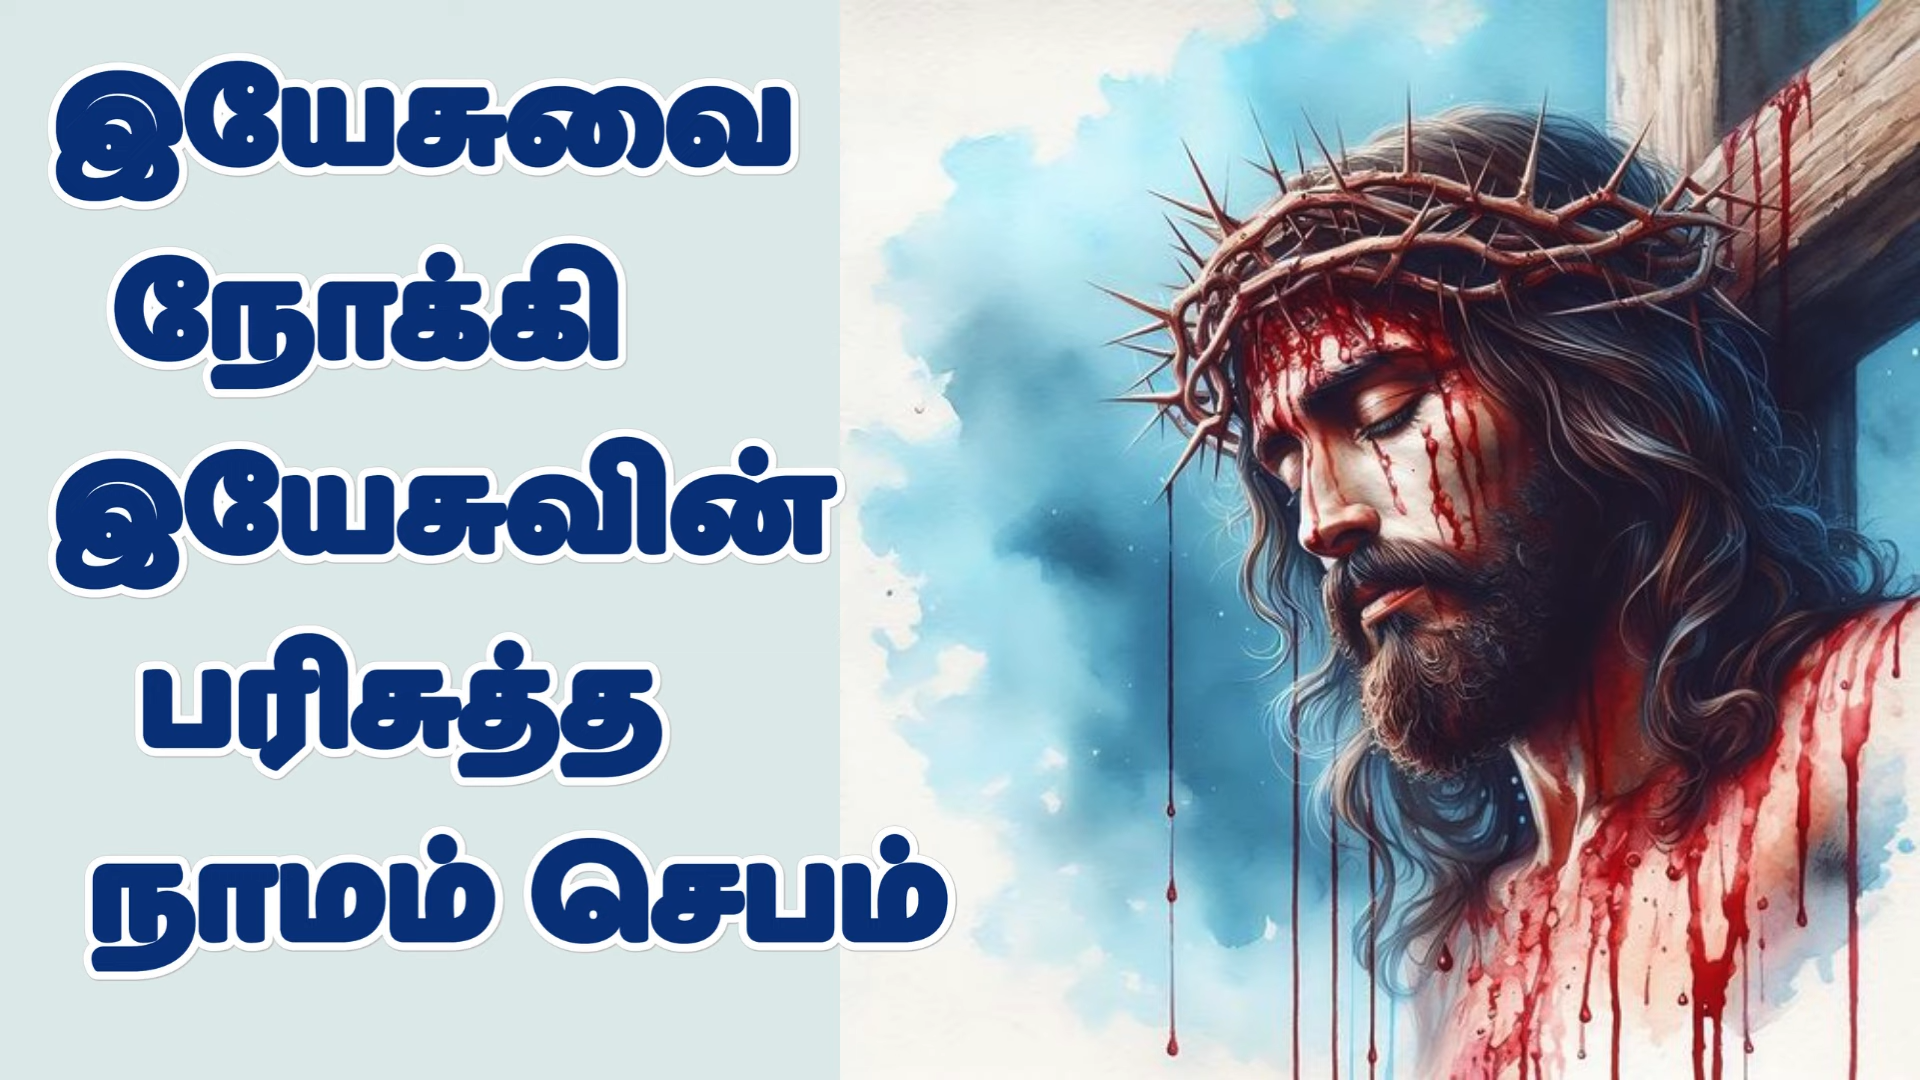 இயேசுவை
நோக்கி
இயேசுவின்
பரிசுத்த
நாமம் செபம்